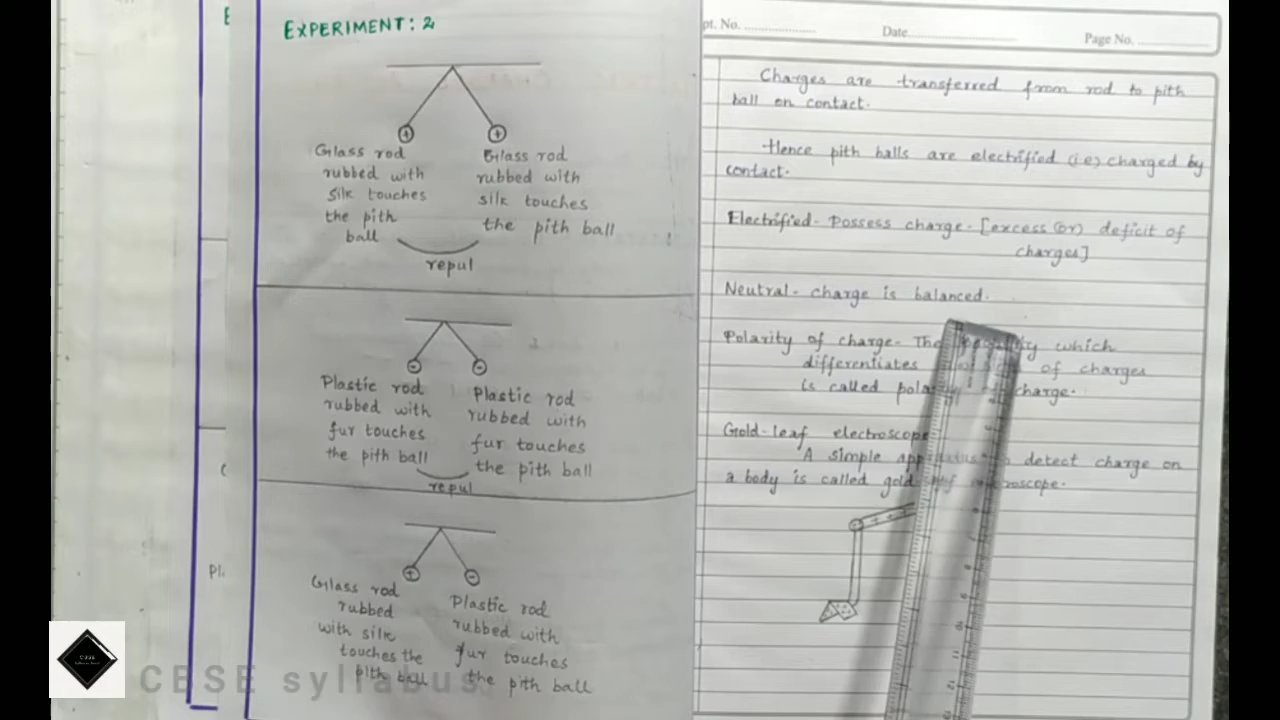 E
EXPERIMENT: 2
Glass rod
rubbed with
silk touches
the pith
ball
Glass rod
rubbed with
silk touches
the pith ball
repul
Plastic rod
rubbed with
fur touches
the pith ball
Plastic rod
rubbed with
fur touches
the pith ball
repul
Glass rod
rubbed
with silk
touches the
pith ball
Plastic rod
rubbed with
fur touches
the pith ball
pt. No. Date Page No.
Charges are transferred from rod to pith
ball on contact.
Hence pith balls are electrified (i.e) charged by
contact.
Electrified- Possess charge- [excess (or) deficit of
charges]
Neutral- charge is balanced.
Polarity of charge- The which
differentiates of charges
is called charge.
Gold-leaf electroscope
A simple detect charge on
a body is called gold
CBSE syllabus